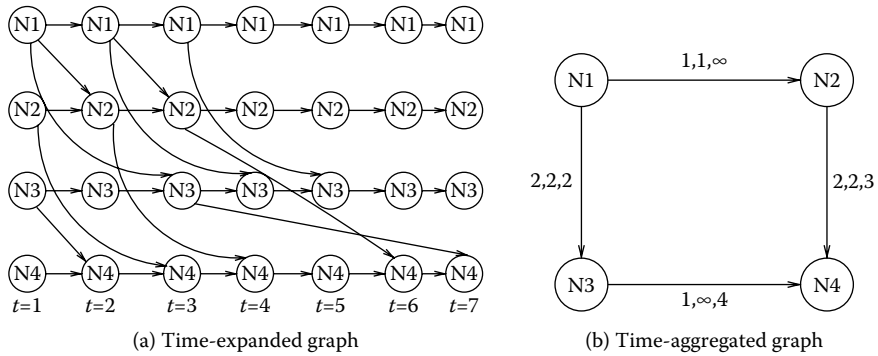 N1 N1 N1 N1 N1 N1 N1
N2 N2 N2 N2 N2 N2 N2
N3 N3 N3 N3 N3 N3 N3
N4 N4 N4 N4 N4 N4 N4
t=1 t=2 t=3 t=4 t=5 t=6 t=7
(a) Time-expanded graph
1,1,∞
N1 N2
2,2,2 2,2,3
N3 N4
1,∞,4
(b) Time-aggregated graph